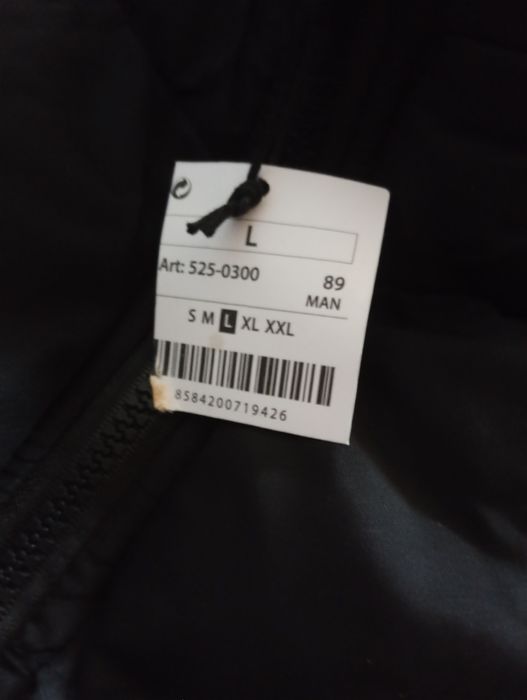 L
Art: 525-0300
89
MAN
S M L XL XXL
8584200719426